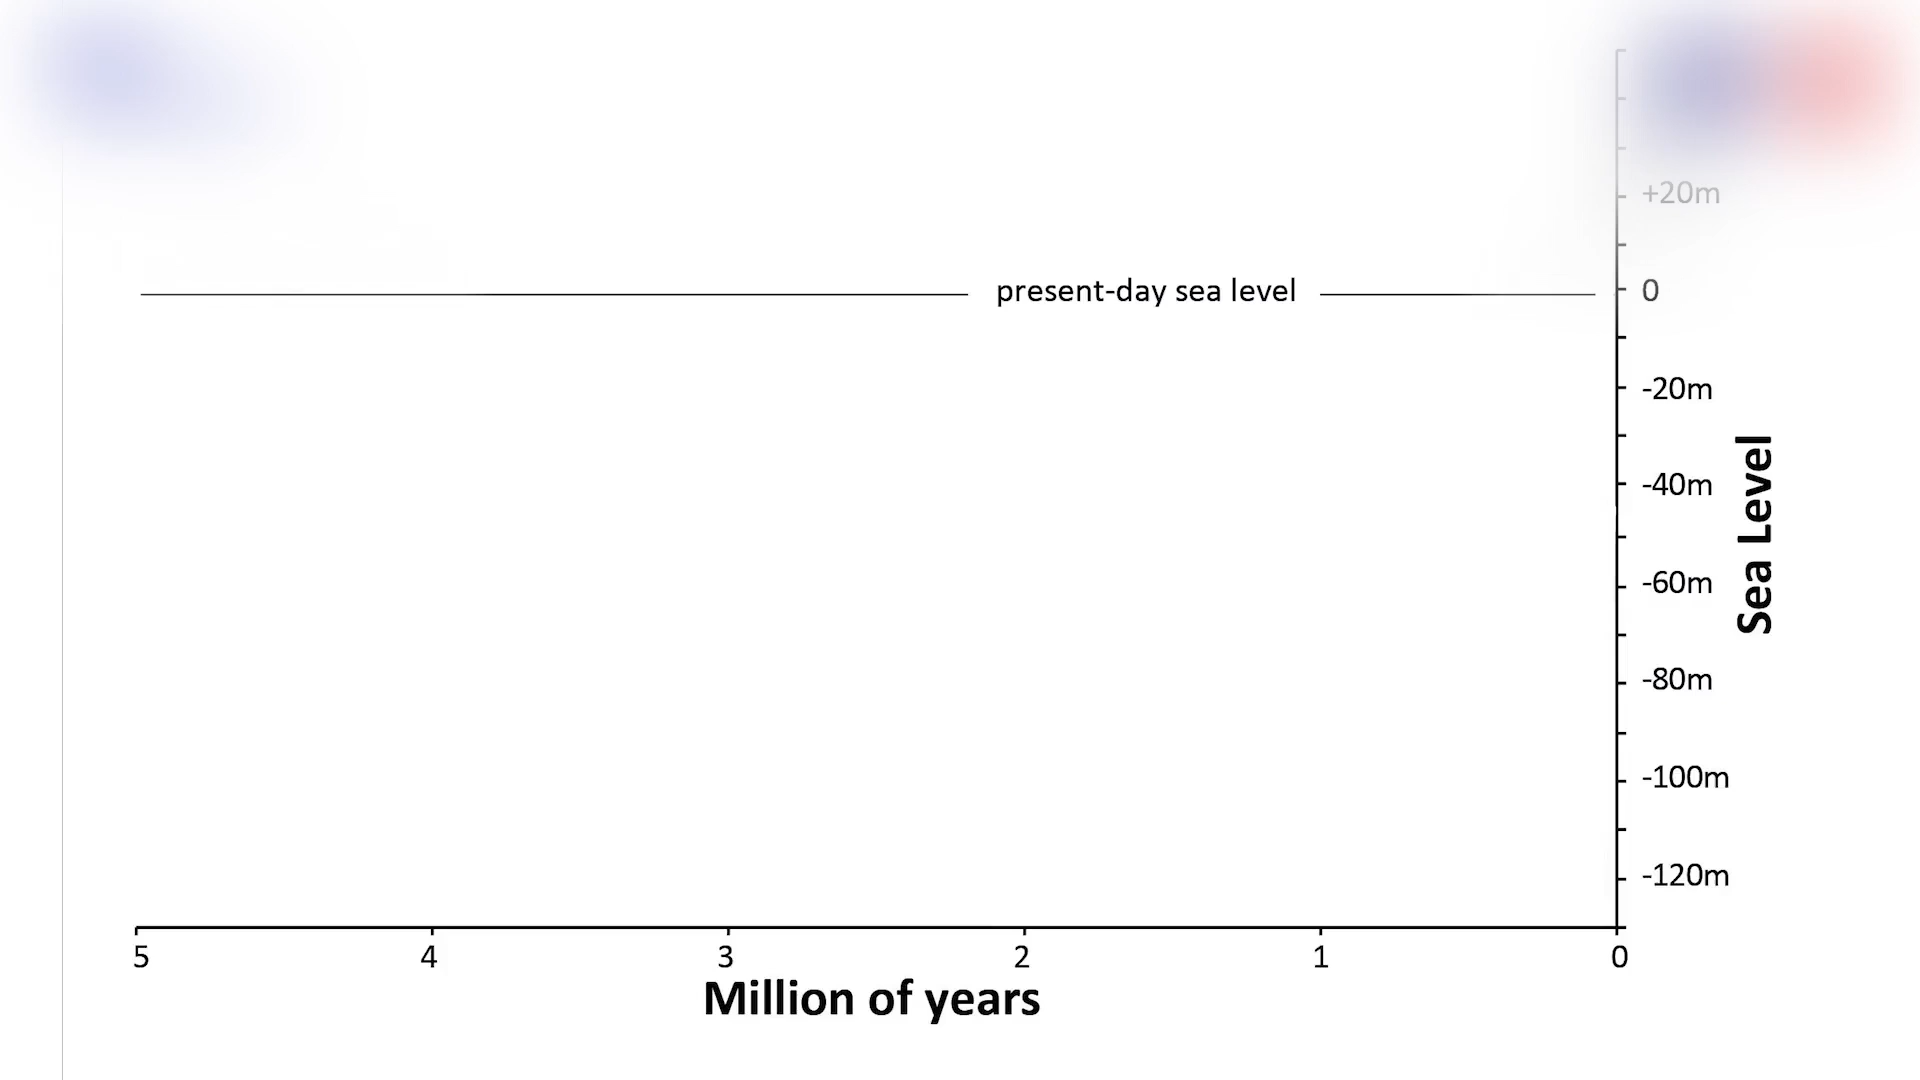 +20m
present-day sea level
0
-20m
-40m
-60m
-80m
-100m
-120m
Sea Level
5 4 3 2 1 0
Million of years